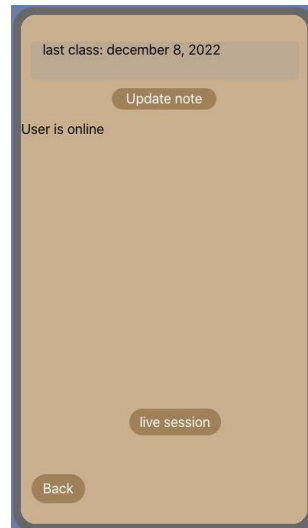 last class: december 8, 2022
Update note
User is online
live session
Back